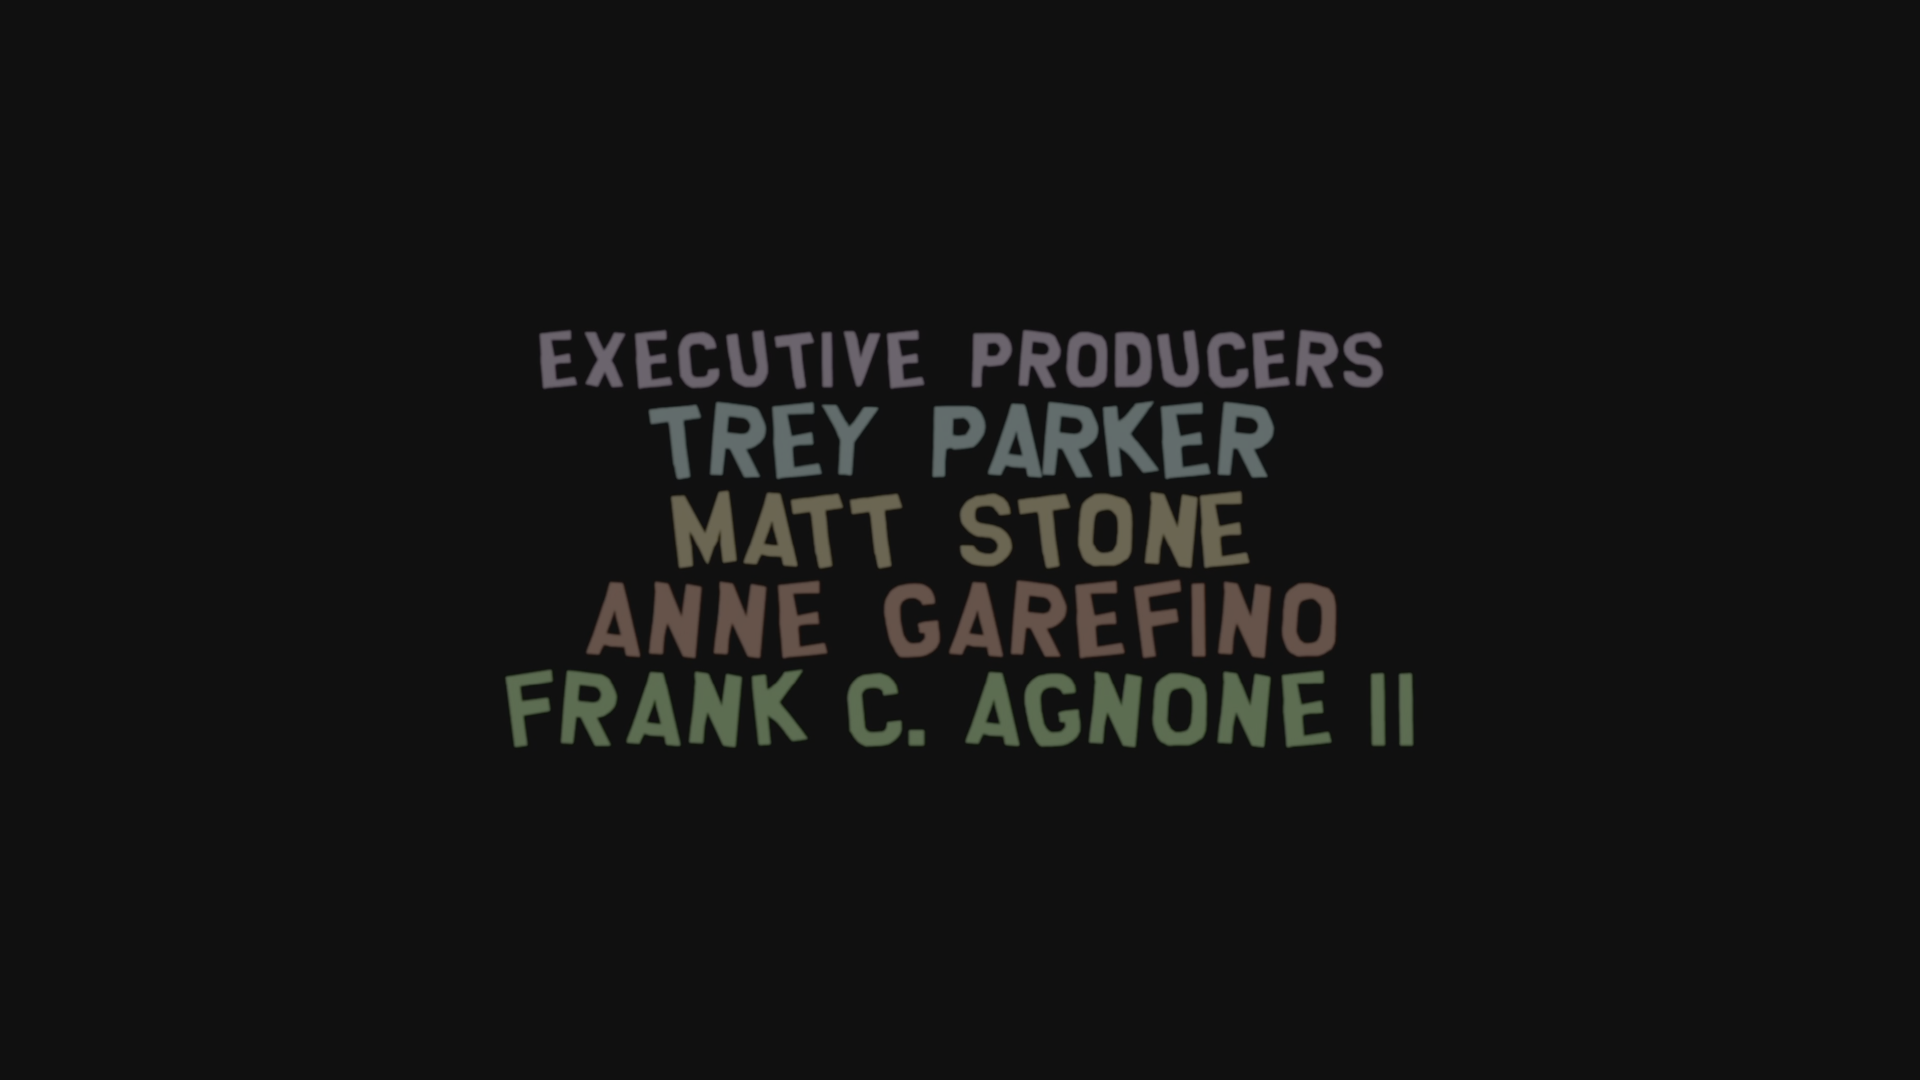 EXECUTIVE PRODUCERS
TREY PARKER
MATT STONE
ANNE GAREFINO
FRANK C. AGNONE II